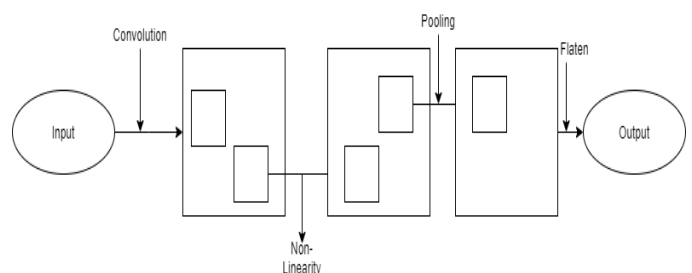 Pooling
Convolution
Flaten
Input
Output
Non-
Linearity